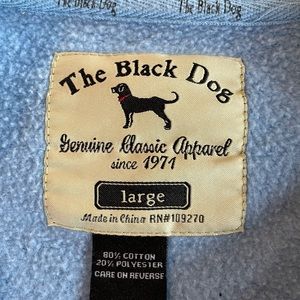 The Black Dog The Black Dog
The Black Dog
Genuine Classic Apparel
since 1971
large
Made in China RN#109270
80% COTTON
20% POLYESTER
CARE ON REVERSE